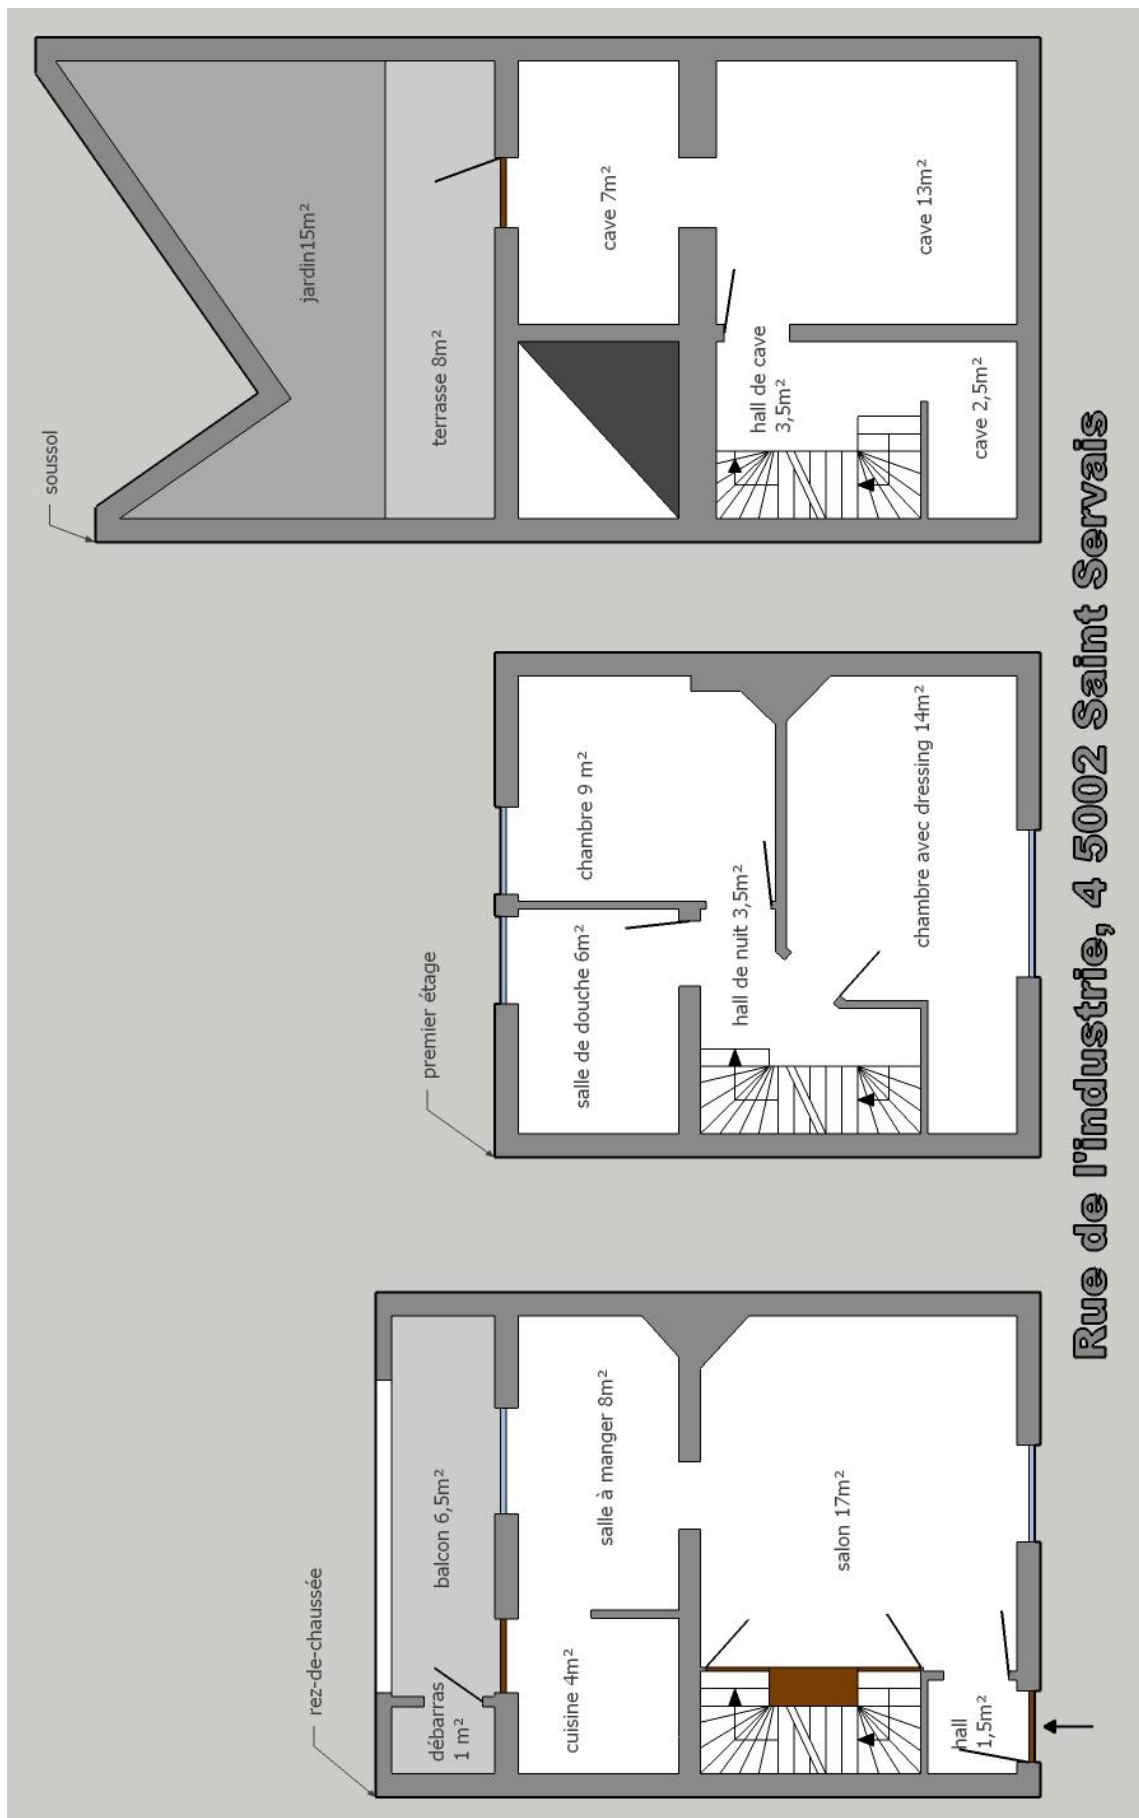 rez-de-chaussée
débarras
1 m²
balcon 6,5m²
cuisine 4m²
salle à manger 8m²
salon 17m²
hall
1,5m²
premier étage
salle de douche 6m²
chambre 9 m²
hall de nuit 3,5m²
chambre avec dressing 14m²
soussol
jardin15m²
terrasse 8m²
cave 7m²
hall de cave
3,5m²
cave 13m²
cave 2,5m²
Rue de l'industrie, 4 5002 Saint Servais